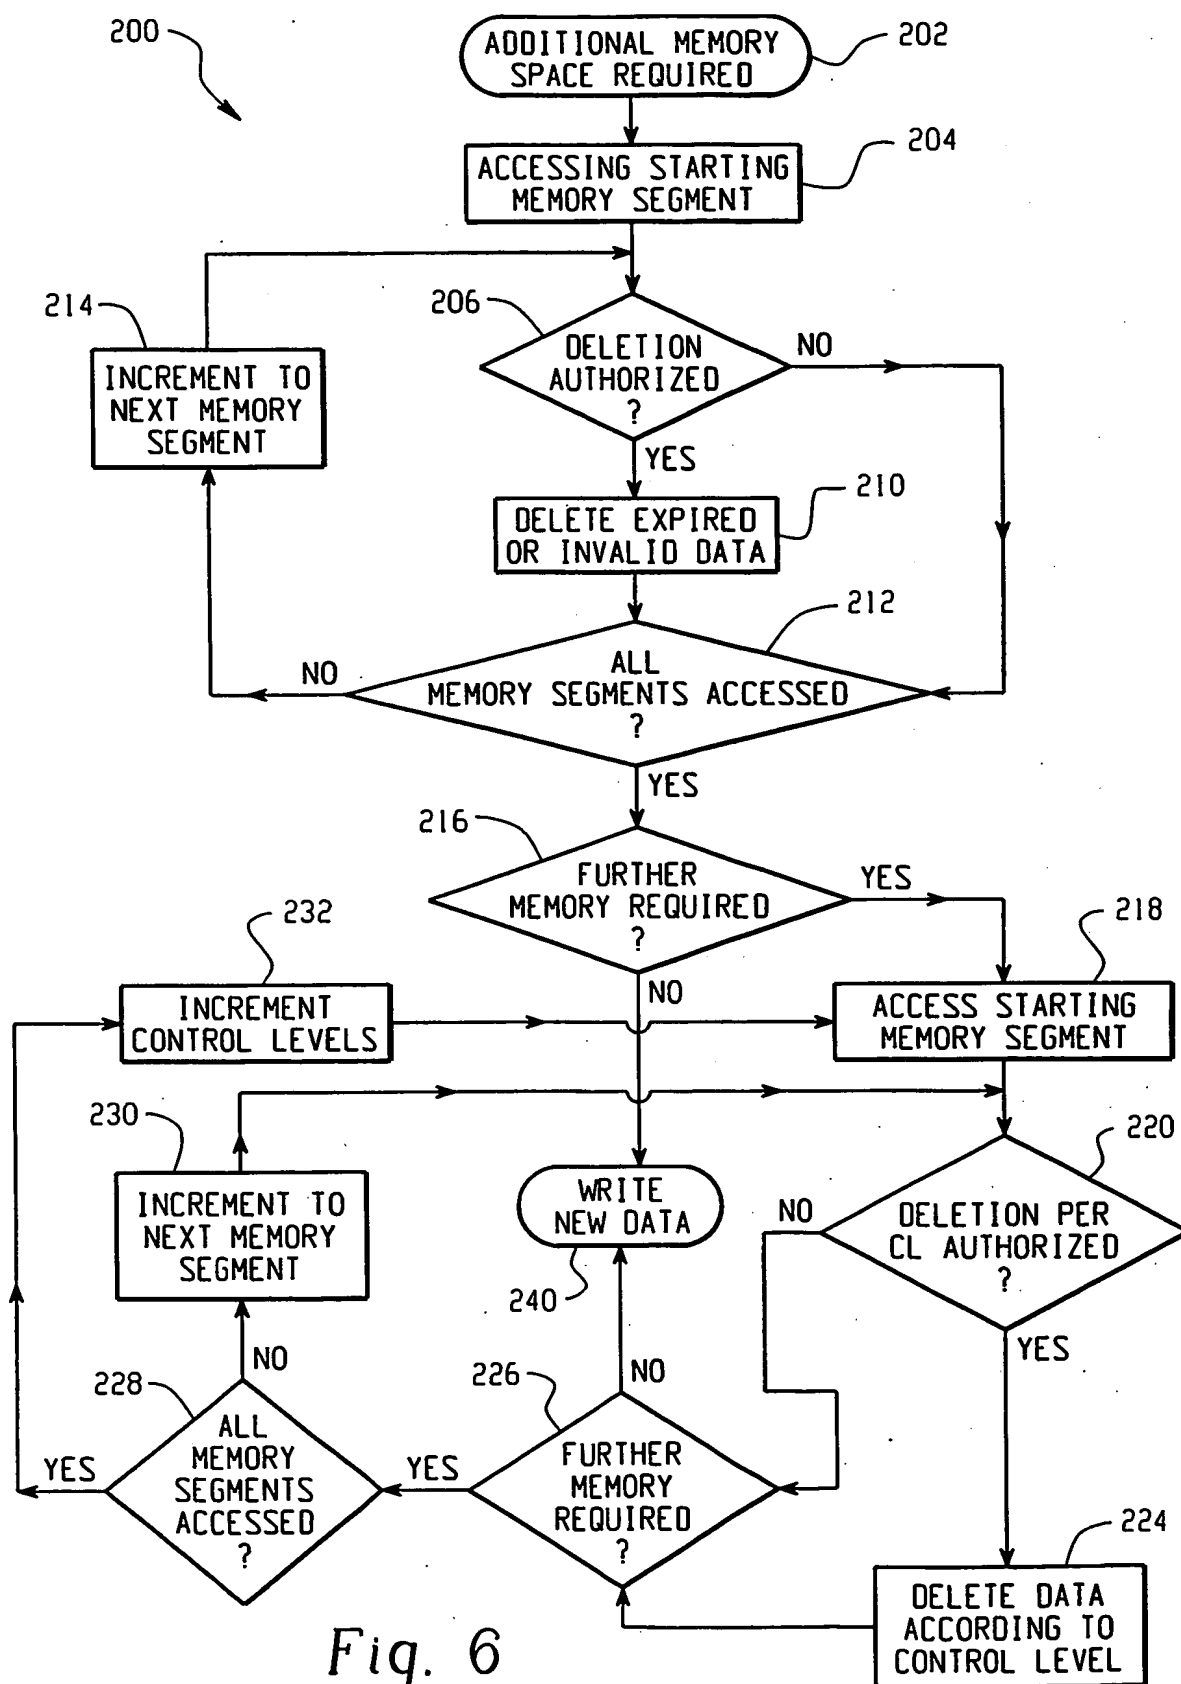 200
ADDITIONAL MEMORY
SPACE REQUIRED
202
ACCESSING STARTING
MEMORY SEGMENT
204
214
INCREMENT TO
NEXT MEMORY
SEGMENT
206
DELETION
AUTHORIZED
?
NO
YES
DELETE EXPIRED
OR INVALID DATA
210
212
ALL
MEMORY SEGMENTS ACCESSED
?
NO
YES
216
FURTHER
MEMORY REQUIRED
?
YES
NO
218
ACCESS STARTING
MEMORY SEGMENT
232
INCREMENT
CONTROL LEVELS
230
INCREMENT TO
NEXT MEMORY
SEGMENT
WRITE
NEW DATA
240
220
DELETION PER
CL AUTHORIZED
?
NO
YES
228
ALL
MEMORY
SEGMENTS
ACCESSED
?
NO
YES
226
FURTHER
MEMORY
REQUIRED
?
NO
YES
224
DELETE DATA
ACCORDING TO
CONTROL LEVEL
Fig. 6